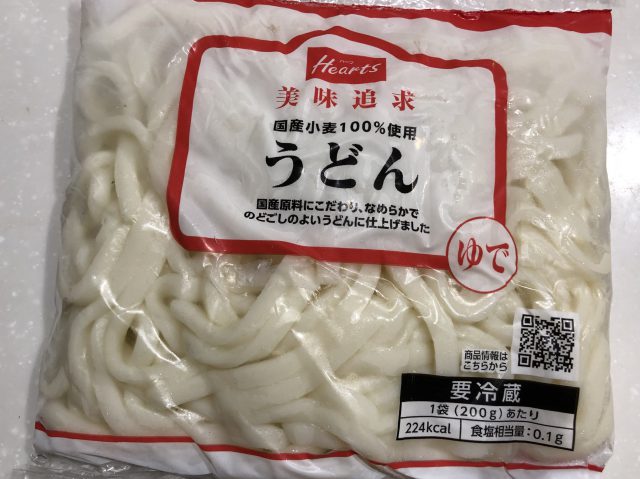 Hearts
美味追求
国産小麦100%使用
うどん
国産原料にこだわり、なめらかで
のどごしのよいうどんに仕上げました
ゆで
商品情報は
こちらから
要冷蔵
1袋(200g)あたり
224kcal 食塩相当量:0.1g